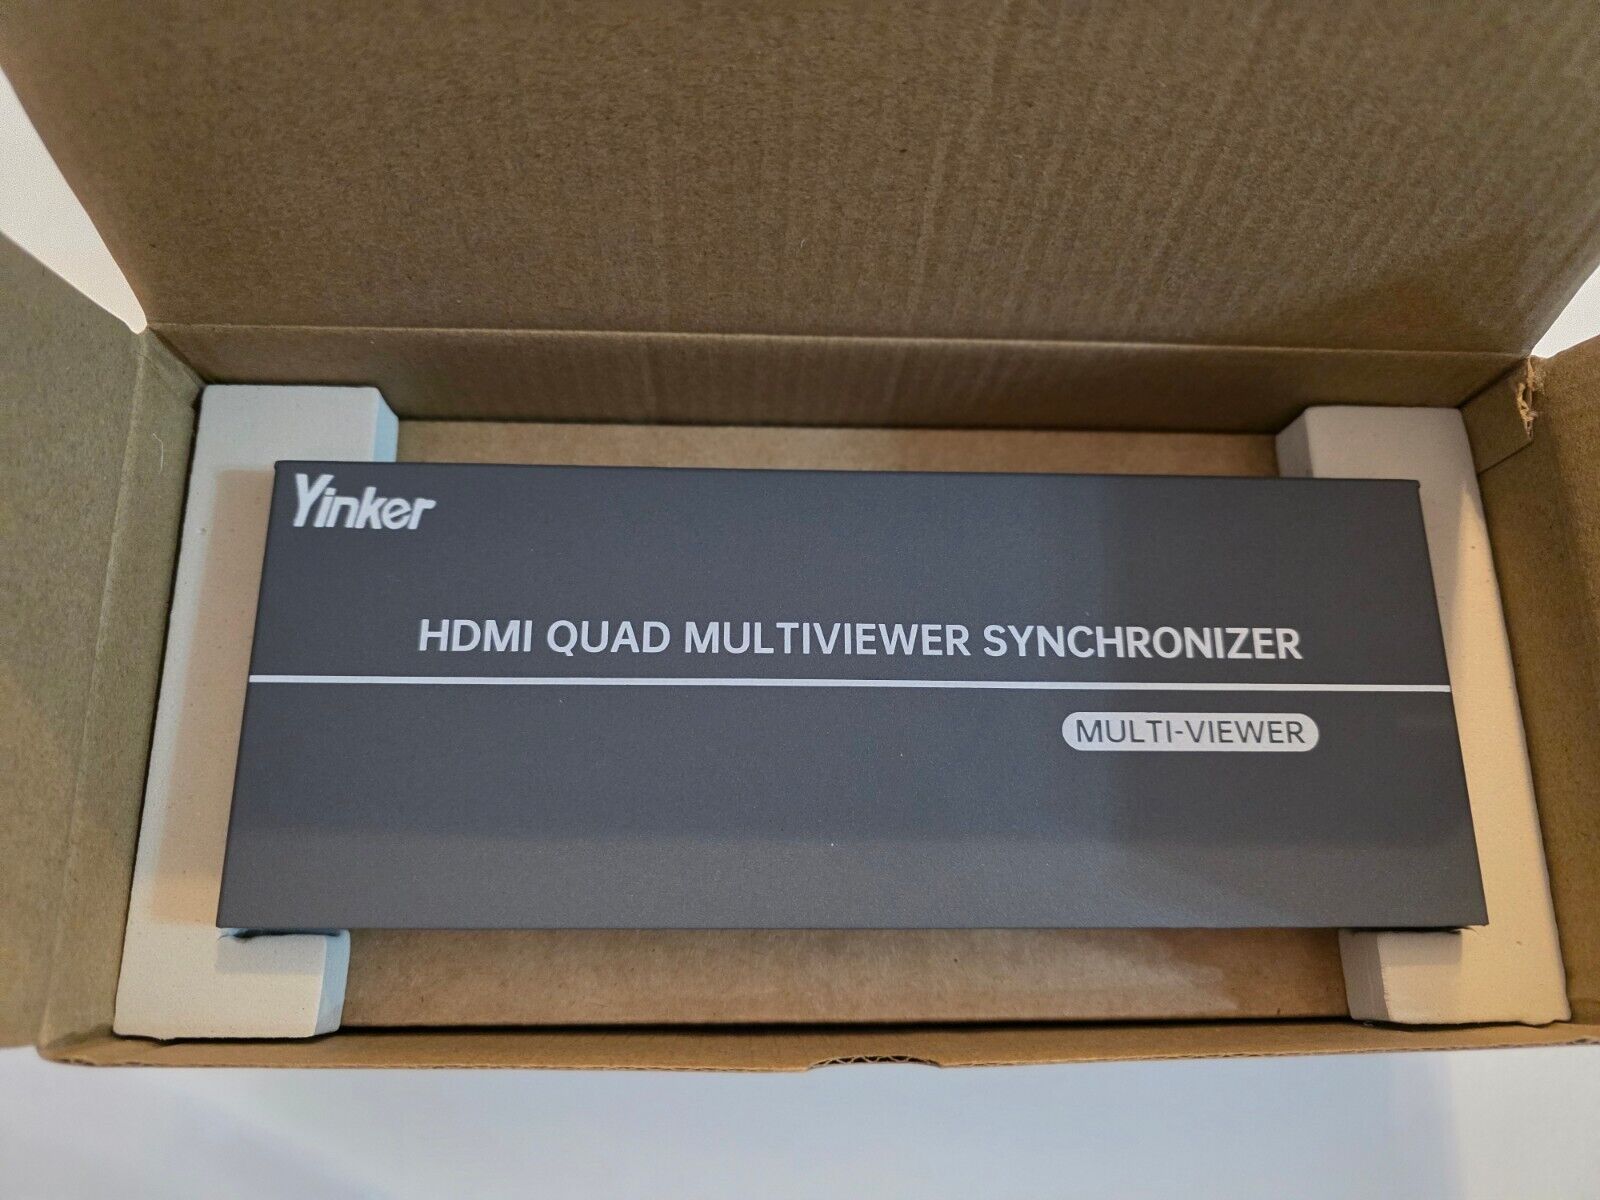 Yinker
HDMI QUAD MULTIVIEWER SYNCHRONIZER
MULTI-VIEWER